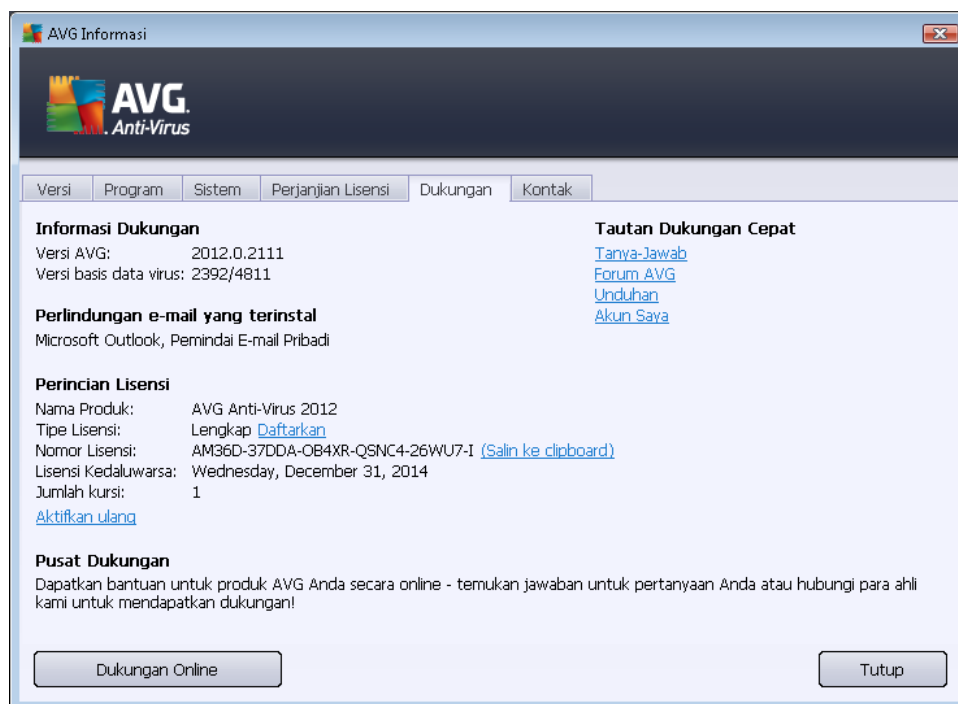 AVG Informasi
AVG.
Anti-Virus
Versi Program Sistem Perjanjian Lisensi Dukungan Kontak
Informasi Dukungan
Versi AVG: 2012.0.2111
Versi basis data virus: 2392/4811
Perlindungan e-mail yang terinstal
Microsoft Outlook, Pemindai E-mail Pribadi
Perincian Lisensi
Nama Produk: AVG Anti-Virus 2012
Tipe Lisensi: Lengkap Daftarkan
Nomor Lisensi: AM36D-37DDA-OB4XR-QSNC4-26WU7-I (Salin ke clipboard)
Lisensi Kedaluwarsa: Wednesday, December 31, 2014
Jumlah kursi: 1
Aktifkan ulang
Pusat Dukungan
Dapatkan bantuan untuk produk AVG Anda secara online - temukan jawaban untuk pertanyaan Anda atau hubungi para ahli
kami untuk mendapatkan dukungan!
Tautan Dukungan Cepat
Tanya-Jawab
Forum AVG
Unduhan
Akun Saya
Dukungan Online
Tutup